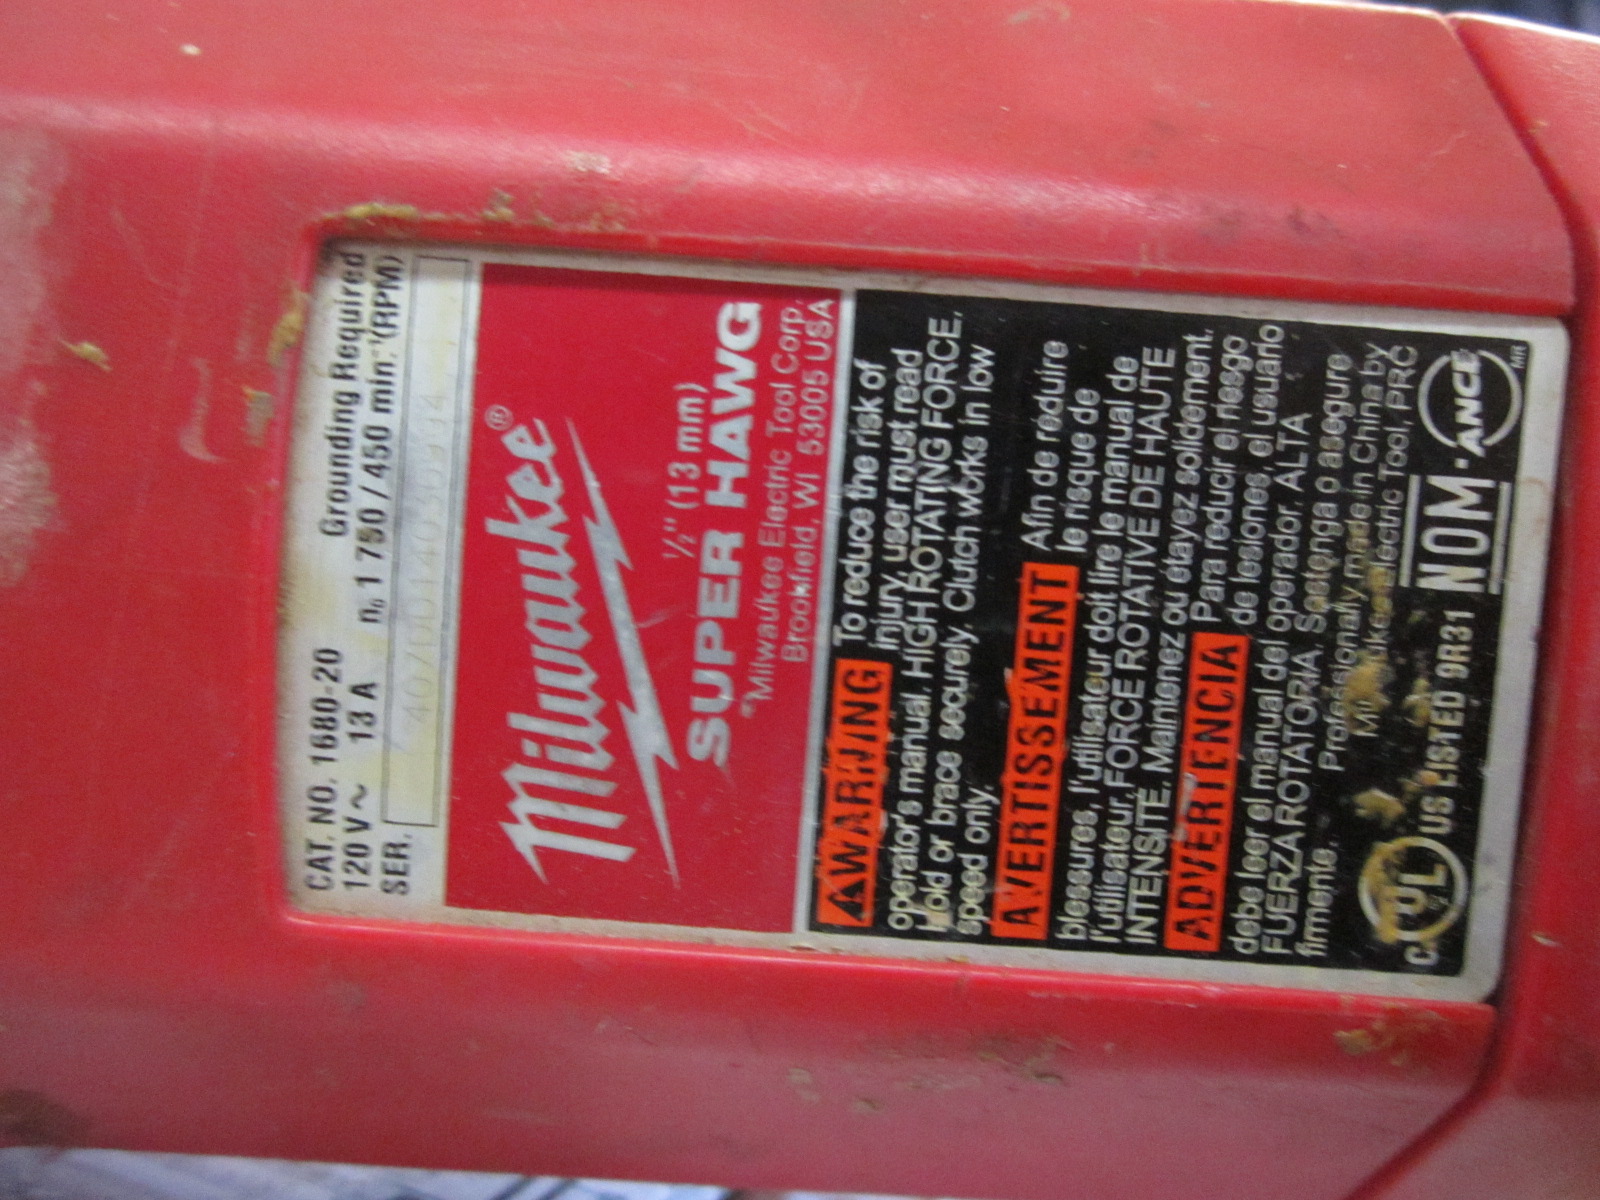 CAT. NO. 1680-20 Grounding Required
120 V ~ 13 A n₀ 1 750 / 450 min.⁻¹(RPM)
SER.
Milwaukee®
½" (13 mm)
SUPER HAWG
Milwaukee Electric Tool Corp.
Brookfield, WI 53005 USA
WARNING To reduce the risk of
injury, user must read
operator's manual. HIGH ROTATING FORCE.
Hold or brace securely. Clutch works in low
speed only.
AVERTISSEMENT Afin de réduire
le risque de
blessures, l'utilisateur doit lire le manual de
l'utilisateur. FORCE ROTATIVE DE HAUTE
INTENSITÉ. Maintenez ou étayez solidement.
ADVERTENCIA Para reducir el riesgo
de lesiones, el usuario
debe leer el manual del operador. ALTA
FUERZA ROTATORIA. Sostenga o asegure
firmente. Professionally made in China by
Milwaukee Electric Tool, PRC
C UL US LISTED 9R31 NOM-ANCE
MR